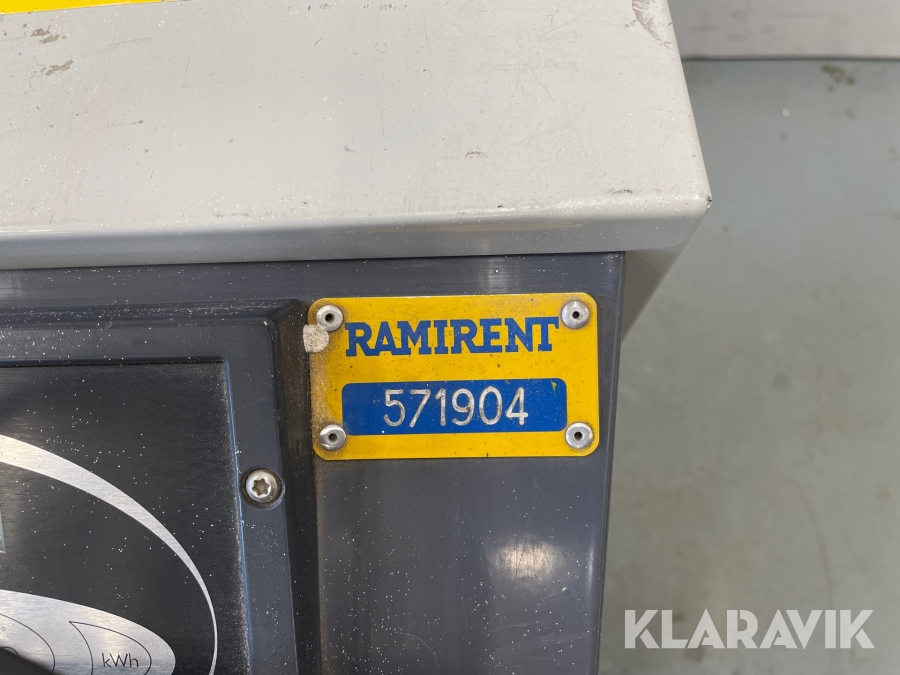 RAMIRENT
571904
kWh
KLARAVIK